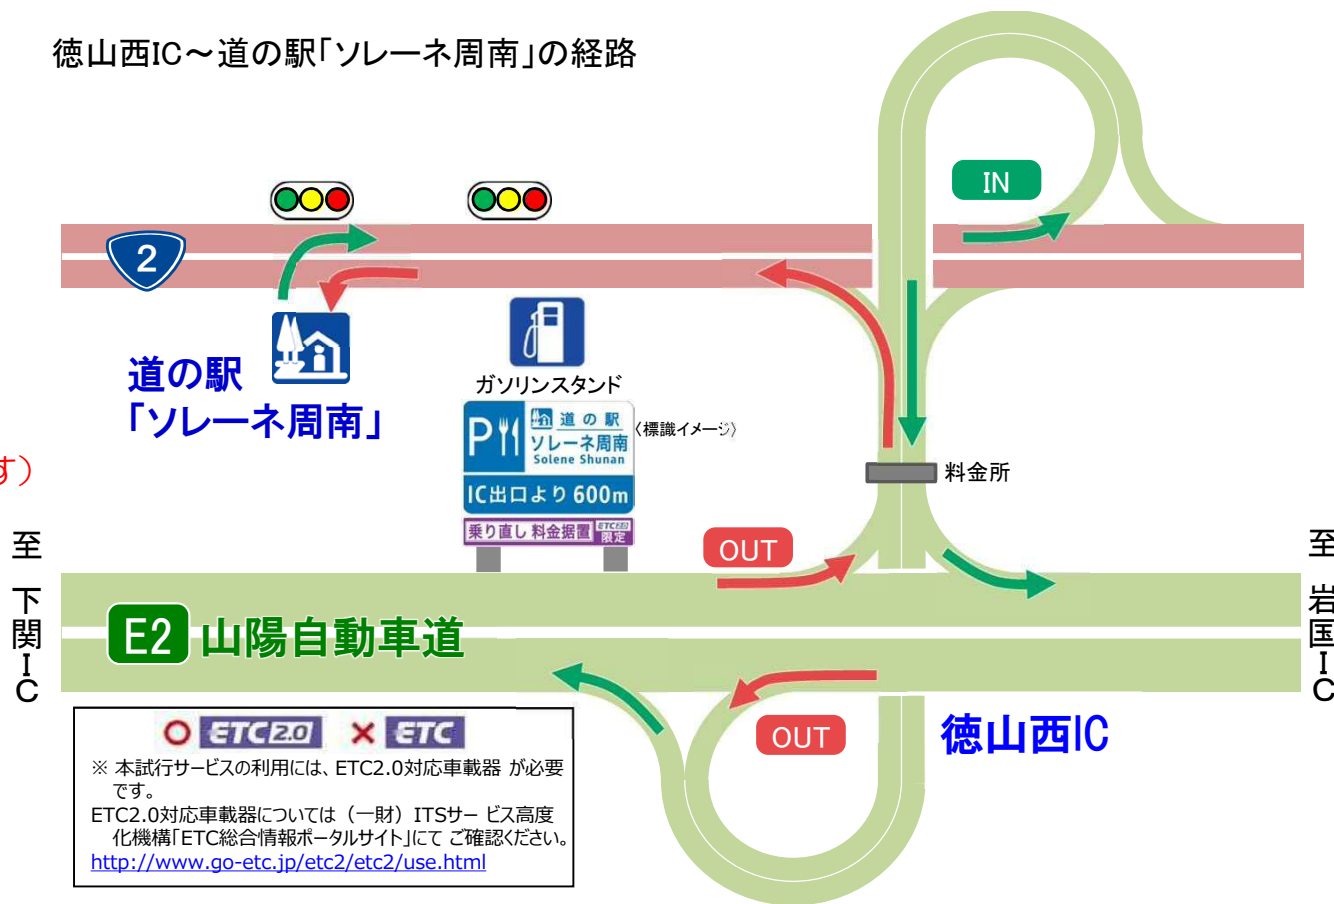 徳山西IC～道の駅「ソレーネ周南」の経路
IN
2
道の駅
「ソレーネ周南」
ガソリンスタンド
P 道の駅
ソレーネ周南
Solene Shunan
IC出口より600m
乗り直し 料金据置 ETC2.0 限定
〈標識イメージ〉
料金所
す）
OUT
至 下関IC
至 岩国IC
E2 山陽自動車道
OUT
徳山西IC
ETC2.0 ETC
※ 本試行サービスの利用には、ETC2.0対応車載器 が必要
です。
ETC2.0対応車載器については（一財）ITSサー ビス高度
化機構「ETC総合情報ポータルサイト」にて ご確認ください。
http://www.go-etc.jp/etc2/etc2/use.html